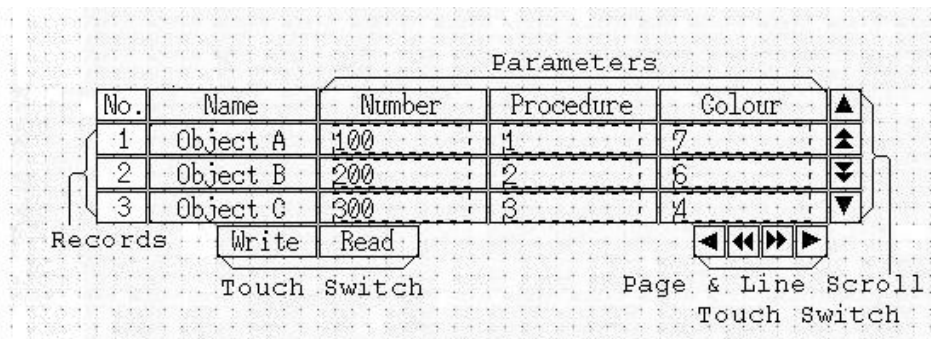 Parameters
No. Name Number Procedure Colour
1 Object A 100 1 7
2 Object B 200 2 6
3 Object C 300 3 4
Records Write Read
Touch Switch Page & Line Scroll
Touch Switch